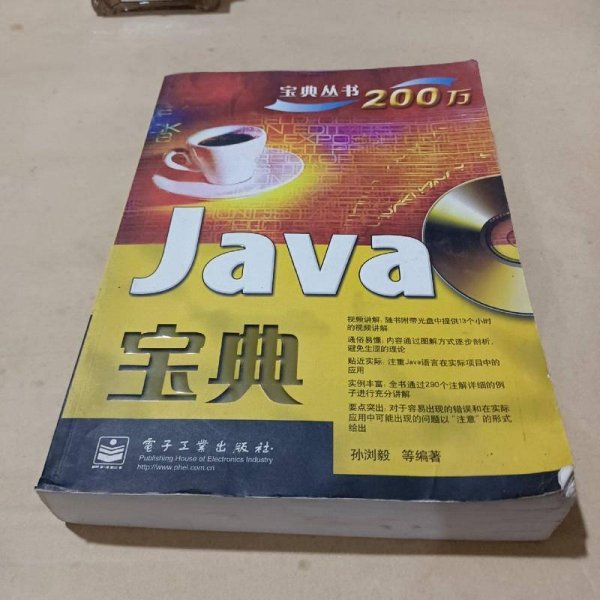 宝典丛书
200万
Java
宝典
视频讲解：随书附带光盘中提供13个小时
的视频讲解
通俗易懂：内容通过图解方式逐步剖析，
避免生涩的理论
贴近实际：注重Java语言在实际项目中的
应用
实例丰富：全书通过290个注解详细的例
子进行充分讲解
要点突出：对于容易出现的错误和在实际
应用中可能出现的问题以“注意”的形式
给出
孙浏毅 等编著
電子工業出版社
Publishing House of Electronics Industry
http://www.phei.com.cn